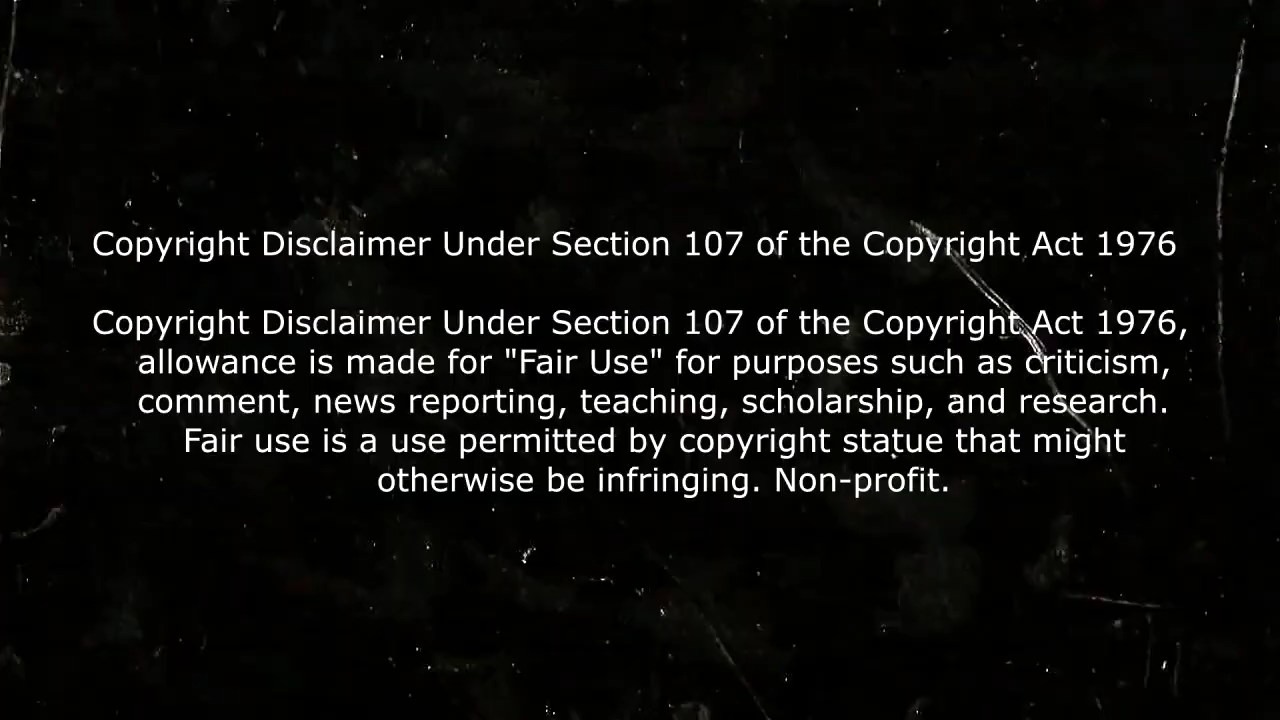 Copyright Disclaimer Under Section 107 of the Copyright Act 1976
Copyright Disclaimer Under Section 107 of the Copyright Act 1976,
allowance is made for "Fair Use" for purposes such as criticism,
comment, news reporting, teaching, scholarship, and research.
Fair use is a use permitted by copyright statue that might
otherwise be infringing. Non-profit.